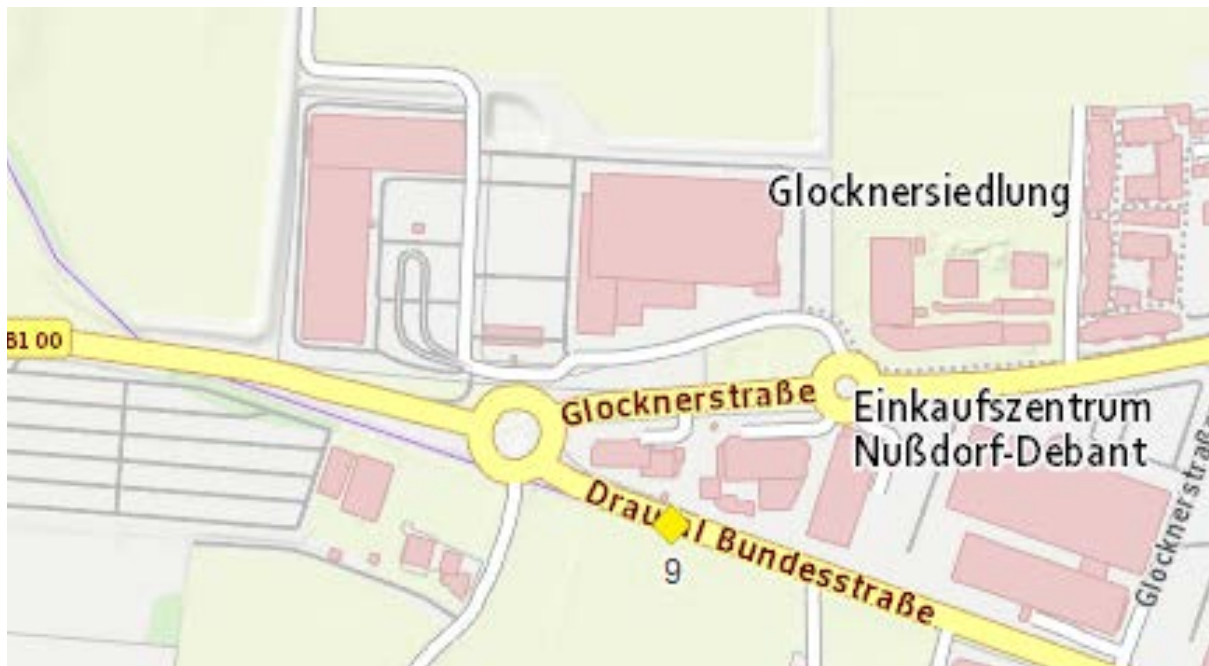 Glocknersiedlung
B1 00
Glocknerstraße
Einkaufszentrum
Nußdorf-Debant
Glocknerstraße
Bundesstraße
9